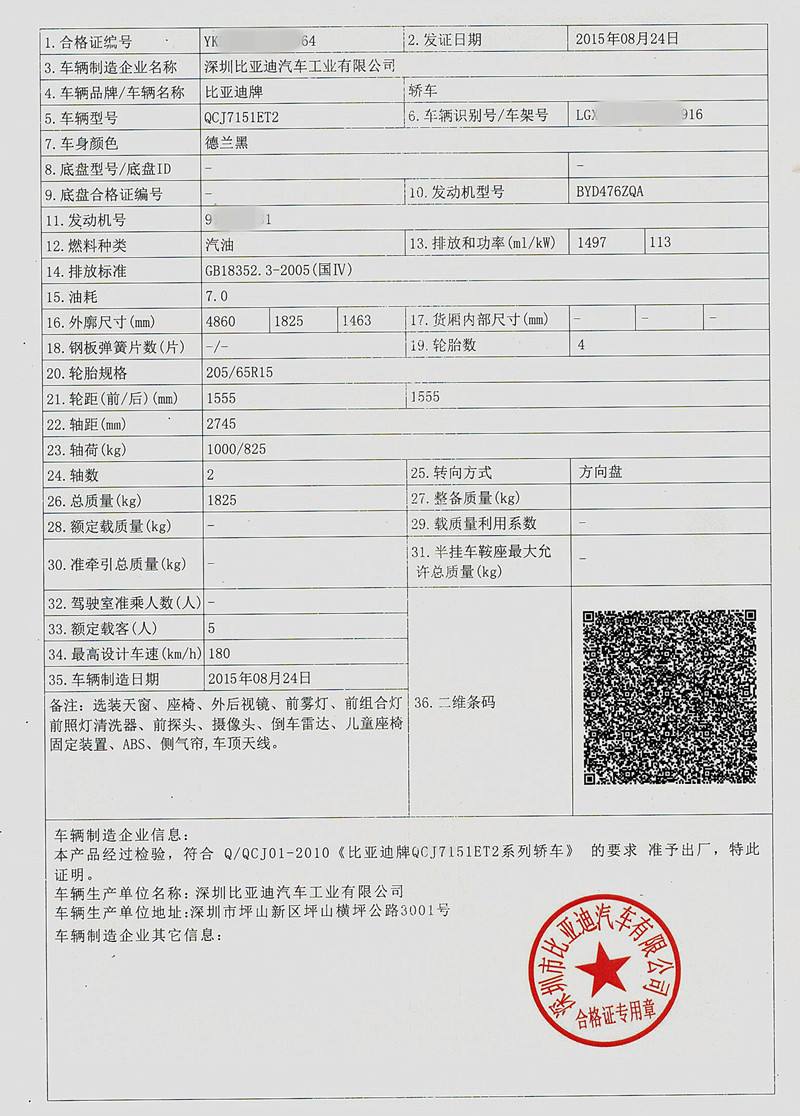 1.合格证编号 YK 64 2.发证日期 2015年08月24日
3.车辆制造企业名称 深圳比亚迪汽车工业有限公司
4.车辆品牌/车辆名称 比亚迪牌 轿车
5.车辆型号 QCJ7151ET2 6.车辆识别号/车架号 LGX 916
7.车身颜色 德兰黑
8.底盘型号/底盘ID - -
9.底盘合格证编号 - 10.发动机型号 BYD476ZQA
11.发动机号 9 1
12.燃料种类 汽油 13.排放和功率(ml/kW) 1497 113
14.排放标准 GB18352.3-2005(国Ⅳ)
15.油耗 7.0
16.外廓尺寸(mm) 4860 1825 1463 17.货厢内部尺寸(mm) - - -
18.钢板弹簧片数(片) -/- 19.轮胎数 4
20.轮胎规格 205/65R15
21.轮距(前/后)(mm) 1555 1555
22.轴距(mm) 2745
23.轴荷(kg) 1000/825
24.轴数 2 25.转向方式 方向盘
26.总质量(kg) 1825 27.整备质量(kg)
28.额定载质量(kg) - 29.载质量利用系数 -
30.准牵引总质量(kg) - 31.半挂车鞍座最大允
许总质量(kg) -
32.驾驶室准乘人数(人) -
33.额定载客(人) 5
34.最高设计车速(km/h) 180
35.车辆制造日期 2015年08月24日
备注：选装天窗、座椅、外后视镜、前雾灯、前组合灯
前照灯清洗器、前探头、摄像头、倒车雷达、儿童座椅
固定装置、ABS、侧气帘,车顶天线。
36.二维条码
车辆制造企业信息：
本产品经过检验，符合 Q/QCJ01-2010《比亚迪牌QCJ7151ET2系列轿车》 的要求 准予出厂，特此
证明。
车辆生产单位名称：深圳比亚迪汽车工业有限公司
车辆生产单位地址:深圳市坪山新区坪山横坪公路3001号
车辆制造企业其它信息：
深圳市比亚迪汽车有限公司
合格证专用章